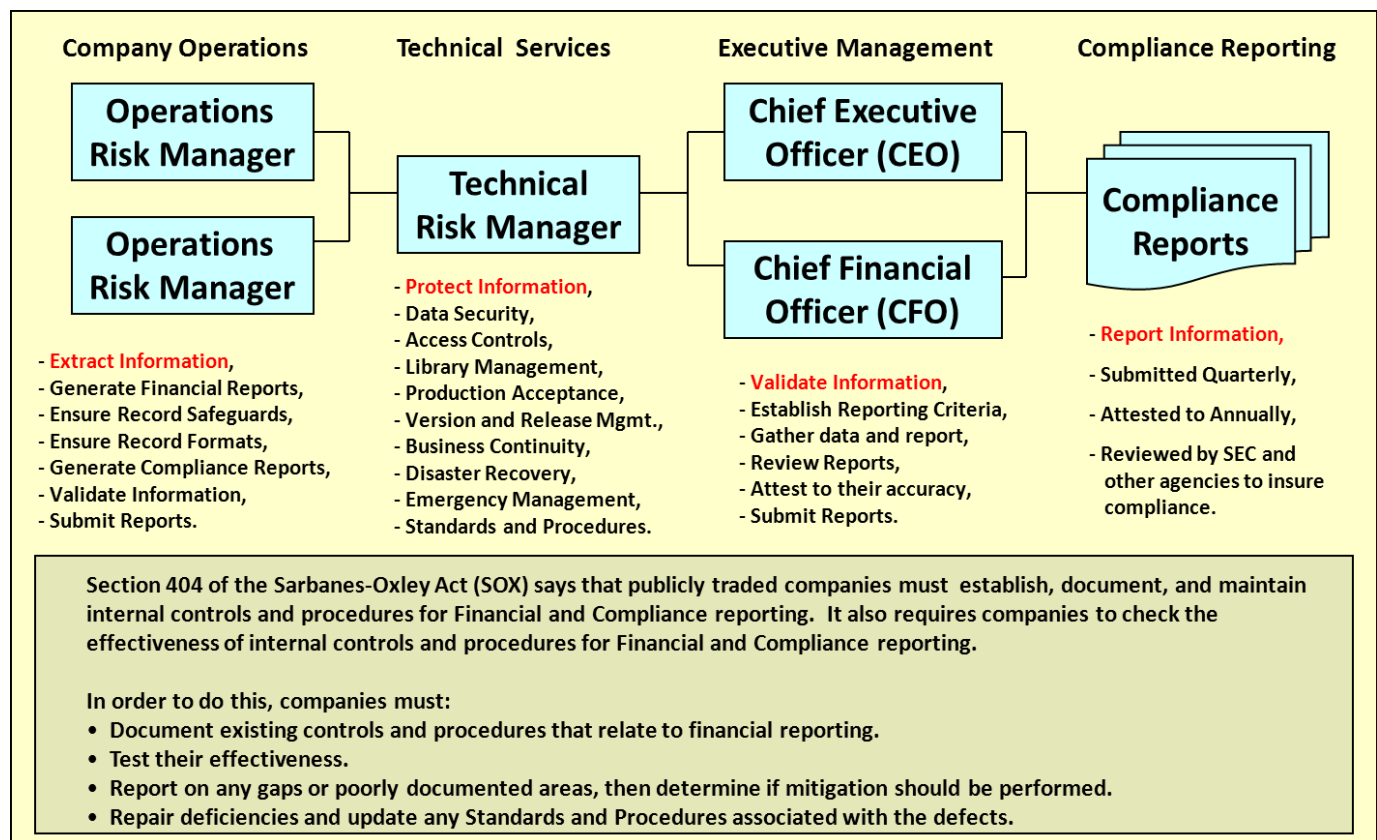 Company Operations
Technical Services
Executive Management
Compliance Reporting
Operations
Risk Manager
Operations
Risk Manager
- Extract Information,
- Generate Financial Reports,
- Ensure Record Safeguards,
- Ensure Record Formats,
- Generate Compliance Reports,
- Validate Information,
- Submit Reports.
Technical
Risk Manager
- Protect Information,
- Data Security,
- Access Controls,
- Library Management,
- Production Acceptance,
- Version and Release Mgmt.,
- Business Continuity,
- Disaster Recovery,
- Emergency Management,
- Standards and Procedures.
Chief Executive
Officer (CEO)
Chief Financial
Officer (CFO)
- Validate Information,
- Establish Reporting Criteria,
- Gather data and report,
- Review Reports,
- Attest to their accuracy,
- Submit Reports.
Compliance
Reports
- Report Information,
- Submitted Quarterly,
- Attested to Annually,
- Reviewed by SEC and
other agencies to insure
compliance.
Section 404 of the Sarbanes-Oxley Act (SOX) says that publicly traded companies must establish, document, and maintain
internal controls and procedures for Financial and Compliance reporting. It also requires companies to check the
effectiveness of internal controls and procedures for Financial and Compliance reporting.
In order to do this, companies must:
• Document existing controls and procedures that relate to financial reporting.
• Test their effectiveness.
• Report on any gaps or poorly documented areas, then determine if mitigation should be performed.
• Repair deficiencies and update any Standards and Procedures associated with the defects.